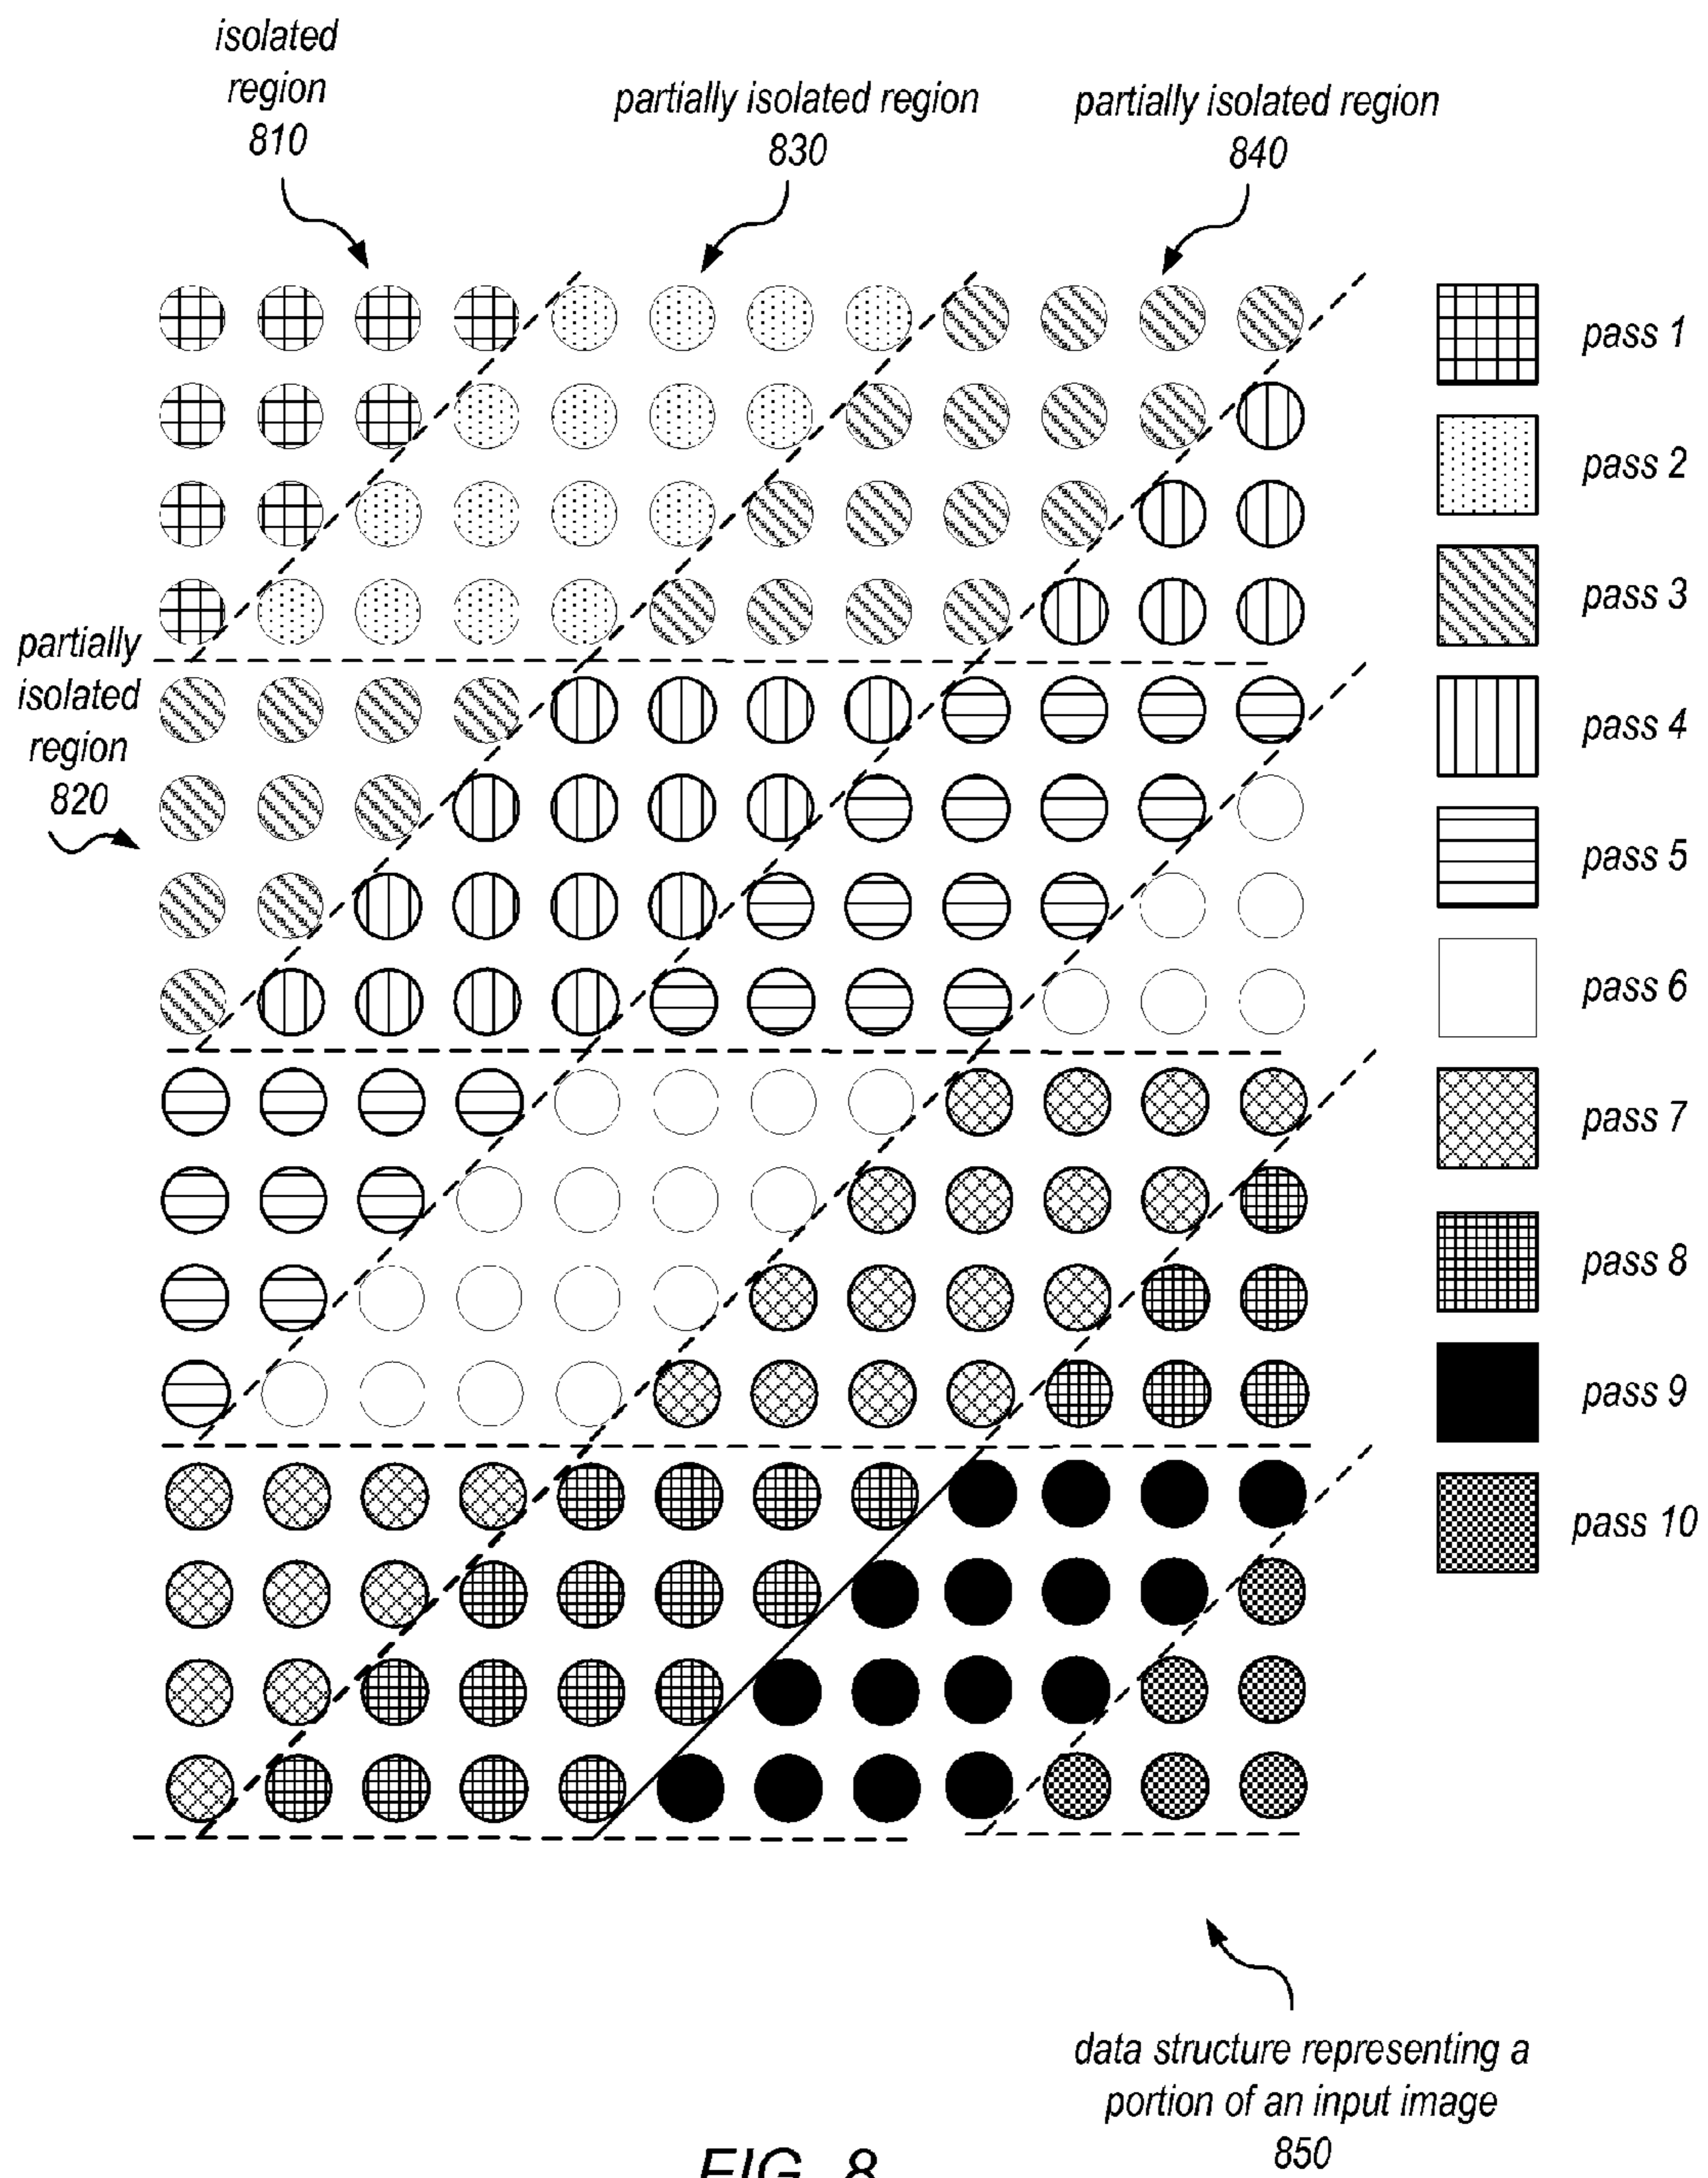 isolated
region
810
partially isolated region
830
partially isolated region
840
partially
isolated
region
820
pass 1
pass 2
pass 3
pass 4
pass 5
pass 6
pass 7
pass 8
pass 9
pass 10
data structure representing a
portion of an input image
850
FIG. 8